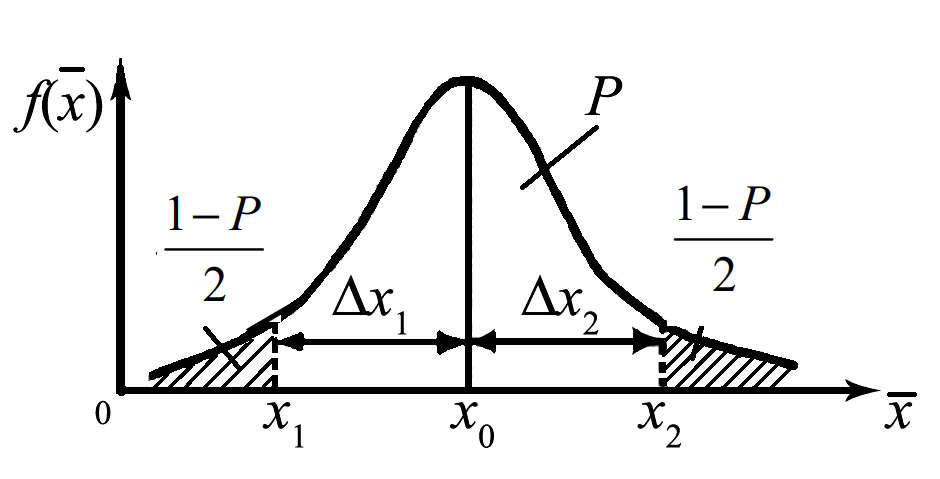 f(x̅)
P
1−P
2
1−P
2
Δx₁
Δx₂
0
x₁
x₀
x₂
x̅